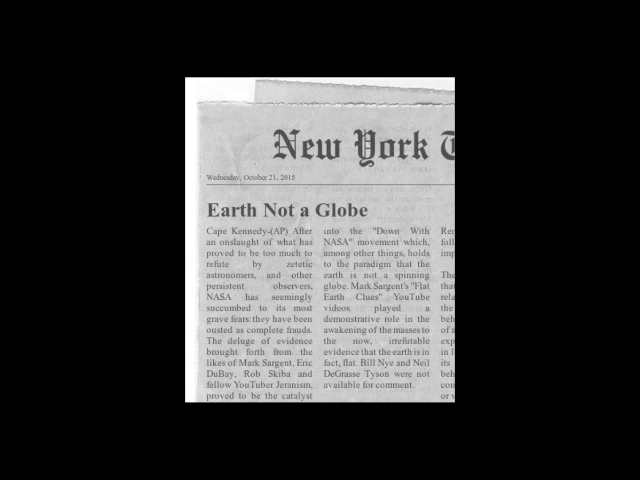 New York
Wednesday, October 21, 2015
Earth Not a Globe
Cape Kennedy-(AP) After
an onslaught of what has
proved to be too much to
refute by zetetic
astronomers, and other
persistent observers,
NASA has seemingly
succumbed to its most
grave fears: they have been
ousted as complete frauds.
The deluge of evidence
brought forth from the
likes of Mark Sargent, Eric
DuBay, Rob Skiba and
fellow YouTuber Jeranism,
proved to be the catalyst
into the "Down With
NASA" movement which,
among other things, holds
to the paradigm that the
earth is not a spinning
globe. Mark Sargent's "Flat
Earth Clues" YouTube
videos played a
demonstrative role in the
awakening of the masses to
the now, irrefutable
evidence that the earth is in
fact, flat. Bill Nye and Neil
DeGrasse Tyson were not
available for comment.